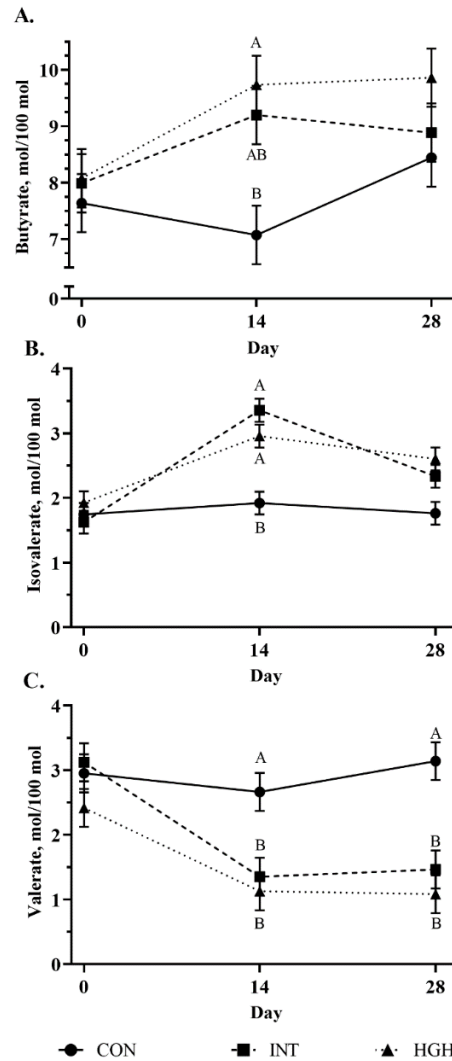 A.
Butyrate, mol/100 mol
10
9
8
7
0
A
AB
B
0 14 28
Day
B.
Isovalerate, mol/100 mol
4
3
2
1
0
A
A
B
0 14 28
Day
C.
Valerate, mol/100 mol
4
3
2
1
0
A A
B B
B B
0 14 28
Day
CON INT HGH